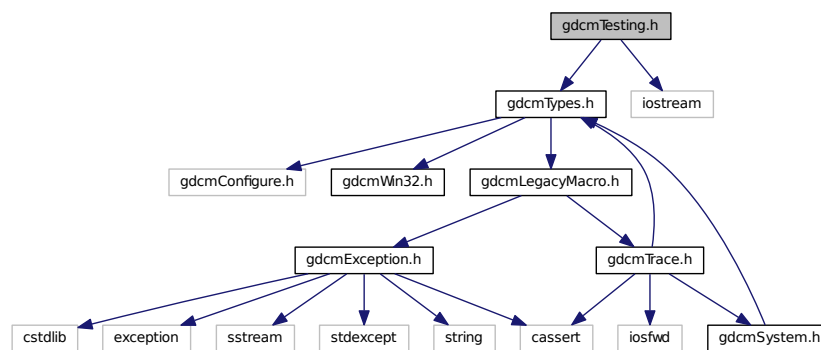 gdcmTesting.h
gdcmTypes.h
iostream
gdcmConfigure.h
gdcmWin32.h
gdcmLegacyMacro.h
gdcmException.h
gdcmTrace.h
cstdlib
exception
sstream
stdexcept
string
cassert
iosfwd
gdcmSystem.h